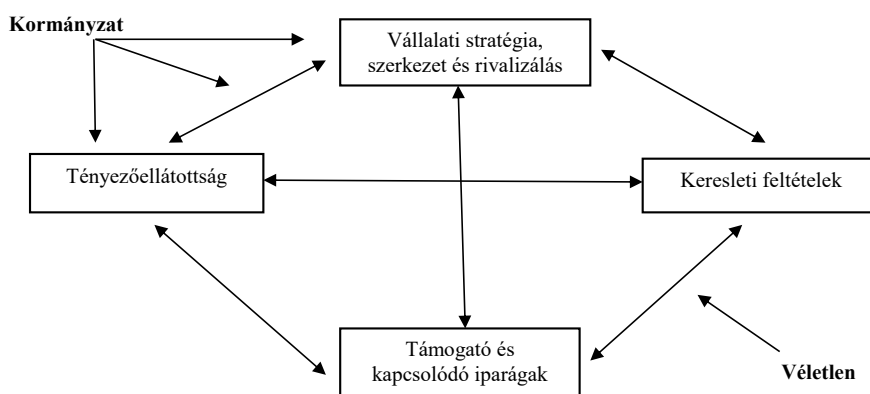 Kormányzat
Vállalati stratégia,
szerkezet és rivalizálás
Tényezőellátottság
Keresleti feltételek
Támogató és
kapcsolódó iparágak
Véletlen